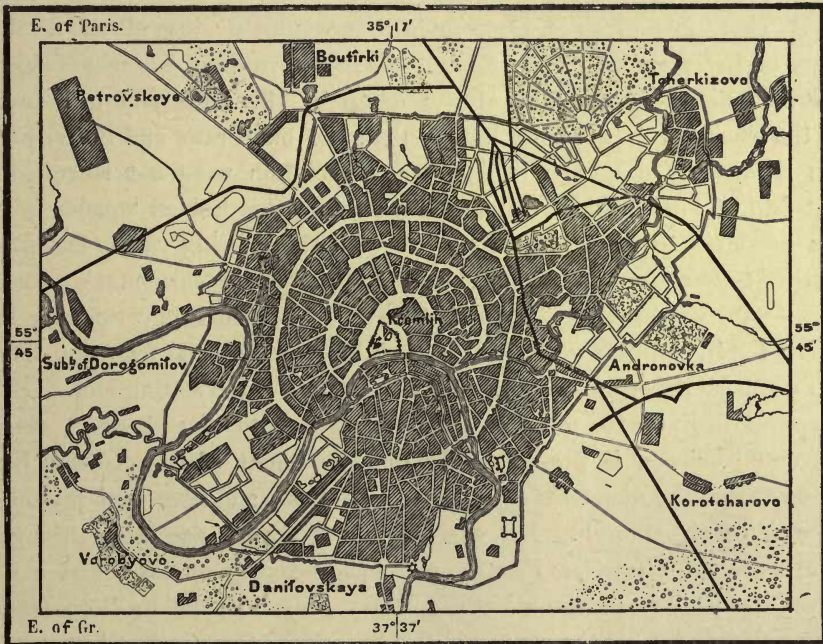 E. of Paris.
35° 17′
Boutirki
Tcherkizovo
Petrovskoye
Kremlin
55°
45′
55°
45′
Subb of Dorogomilov
Andronovka
Korotcharovo
Vorobyovo
Danilovskaya
E. of Gr.
37° 37′